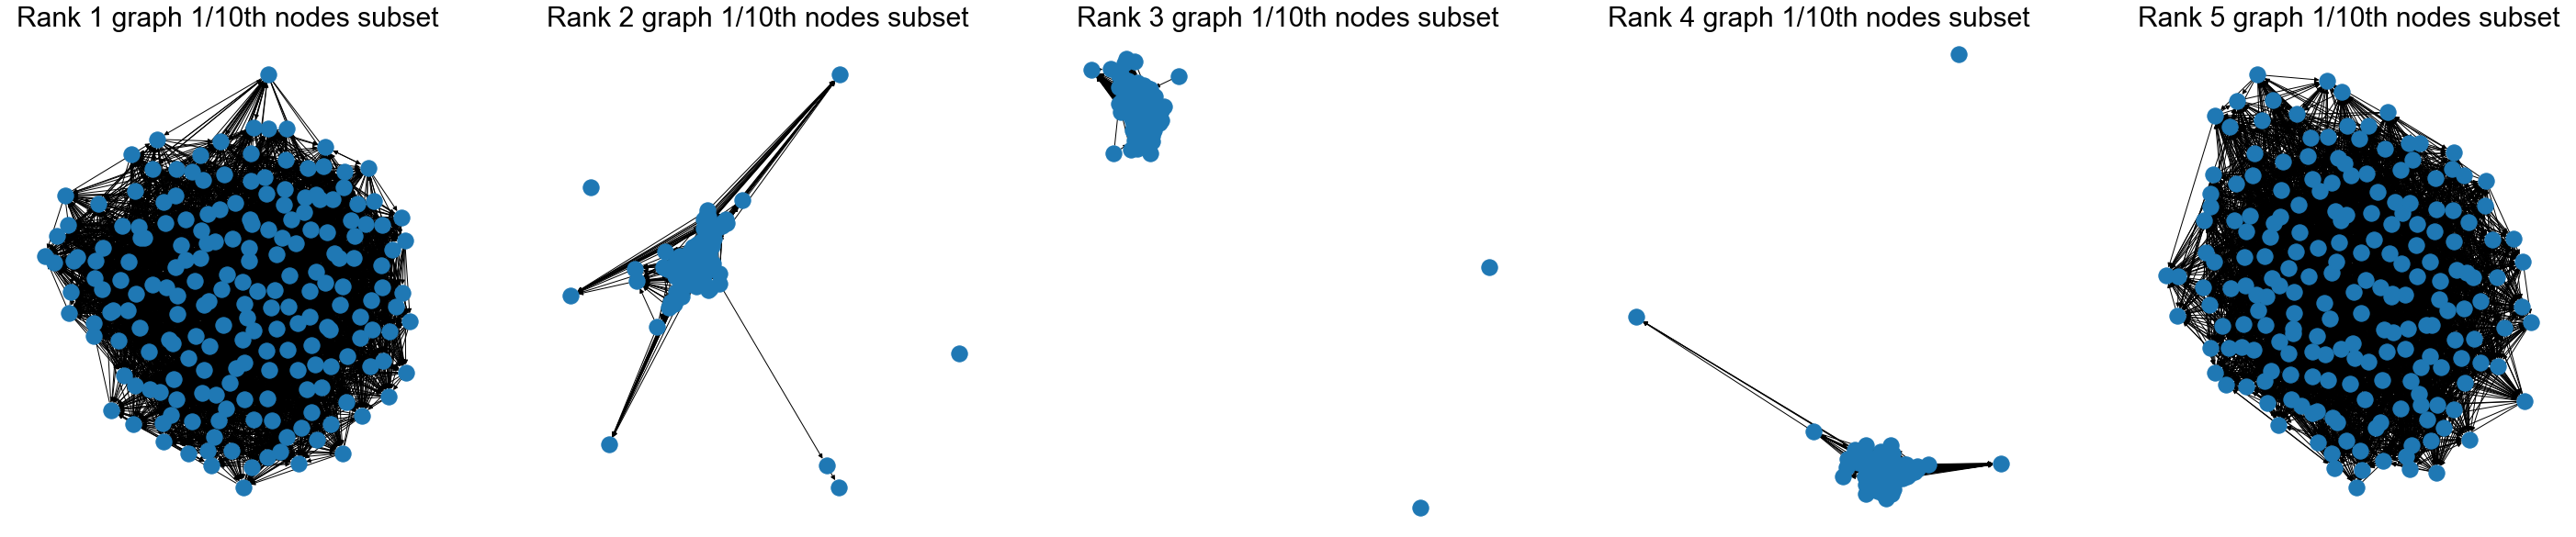 Rank 1 graph 1/10th nodes subset
Rank 2 graph 1/10th nodes subset
Rank 3 graph 1/10th nodes subset
Rank 4 graph 1/10th nodes subset
Rank 5 graph 1/10th nodes subset